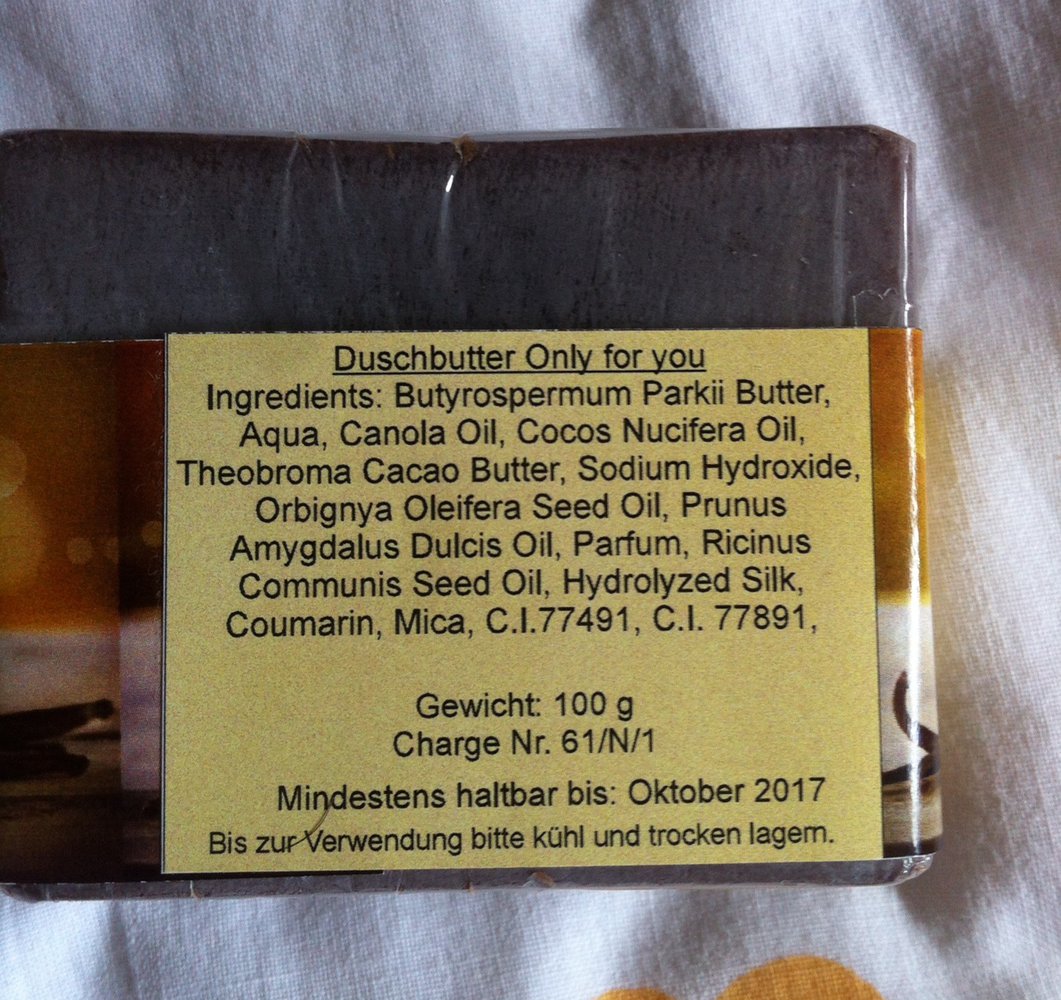 Duschbutter Only for you
Ingredients: Butyrospermum Parkii Butter,
Aqua, Canola Oil, Cocos Nucifera Oil,
Theobroma Cacao Butter, Sodium Hydroxide,
Orbignya Oleifera Seed Oil, Prunus
Amygdalus Dulcis Oil, Parfum, Ricinus
Communis Seed Oil, Hydrolyzed Silk,
Coumarin, Mica, C.I.77491, C.I. 77891,
Gewicht: 100 g
Charge Nr. 61/N/1
Mindestens haltbar bis: Oktober 2017
Bis zur Verwendung bitte kühl und trocken lagern.